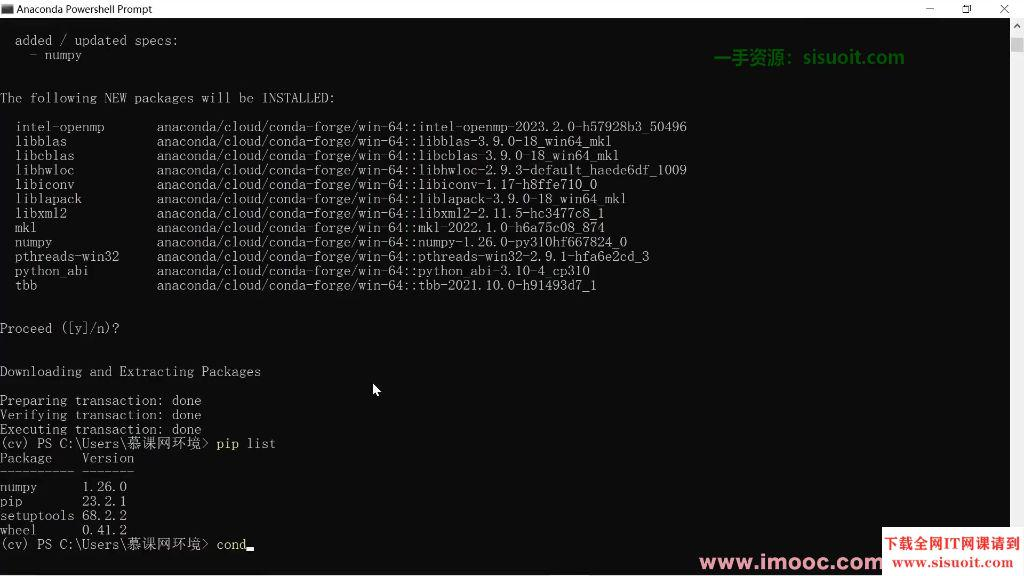 Anaconda Powershell Prompt
added / updated specs:
- numpy
一手资源：sisuoit.com
The following NEW packages will be INSTALLED:
intel-openmp anaconda/cloud/conda-forge/win-64::intel-openmp-2023.2.0-h57928b3_50496
libblas anaconda/cloud/conda-forge/win-64::libblas-3.9.0-18_win64_mkl
libcblas anaconda/cloud/conda-forge/win-64::libcblas-3.9.0-18_win64_mkl
libhwloc anaconda/cloud/conda-forge/win-64::libhwloc-2.9.3-default_haede6df_1009
libiconv anaconda/cloud/conda-forge/win-64::libiconv-1.17-h8ffe710_0
liblapack anaconda/cloud/conda-forge/win-64::liblapack-3.9.0-18_win64_mkl
libxml2 anaconda/cloud/conda-forge/win-64::libxml2-2.11.5-hc3477c8_1
mkl anaconda/cloud/conda-forge/win-64::mkl-2022.1.0-h6a75c08_874
numpy anaconda/cloud/conda-forge/win-64::numpy-1.26.0-py310hf667824_0
pthreads-win32 anaconda/cloud/conda-forge/win-64::pthreads-win32-2.9.1-hfa6e2cd_3
python_abi anaconda/cloud/conda-forge/win-64::python_abi-3.10-4_cp310
tbb anaconda/cloud/conda-forge/win-64::tbb-2021.10.0-h91493d7_1
Proceed ([y]/n)?
Downloading and Extracting Packages
Preparing transaction: done
Verifying transaction: done
Executing transaction: done
(cv) PS C:\Users\慕课网环境> pip list
Package Version
---------- -------
numpy 1.26.0
pip 23.2.1
setuptools 68.2.2
wheel 0.41.2
(cv) PS C:\Users\慕课网环境> cond
www.imooc.com
下载全网IT网课请到
www.sisuoit.com